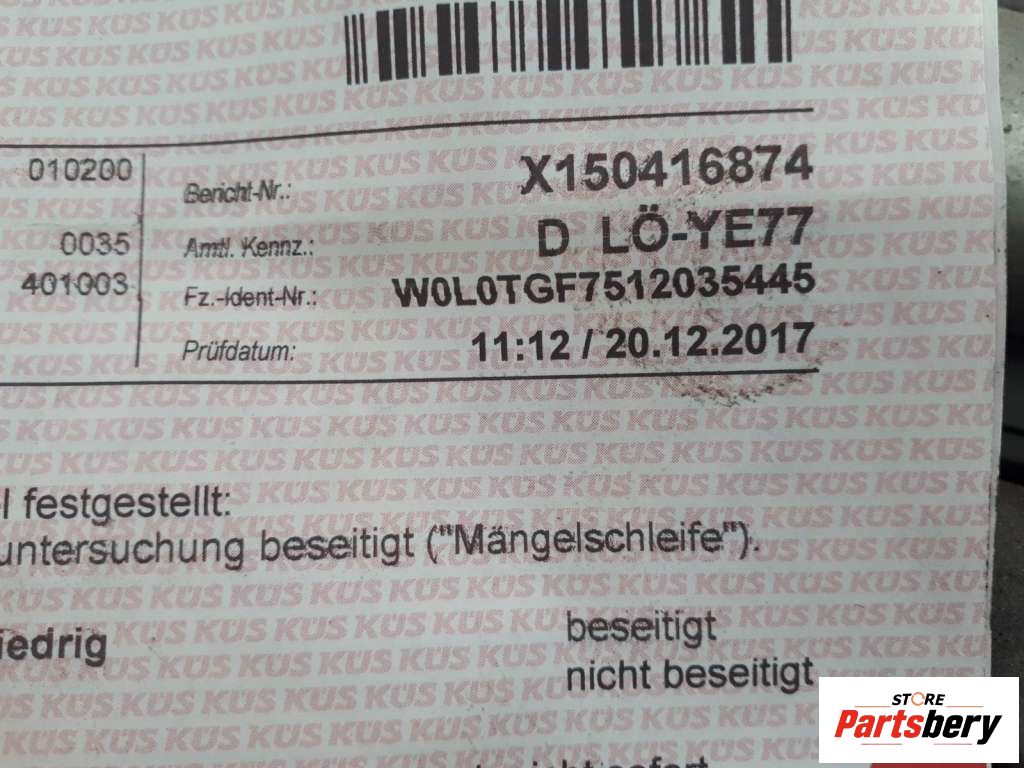 010200
Bericht-Nr.: X150416874
0035
Amtl. Kennz.: D LÖ-YE77
401003
Fz.-Ident-Nr.: W0L0TGF7512035445
Prüfdatum: 11:12 / 20.12.2017
l festgestellt:
untersuchung beseitigt ("Mängelschleife").
iedrig
beseitigt
nicht beseitigt
KÜS
STORE
Partsbery